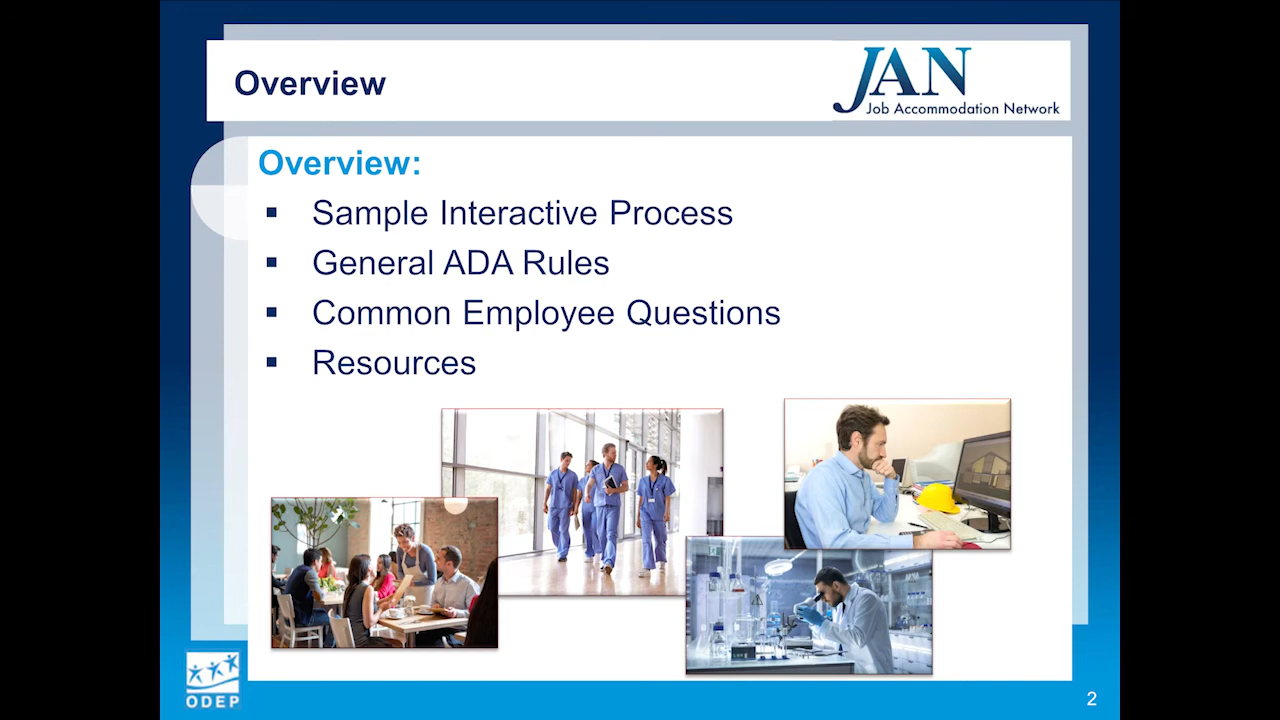 Overview
JAN
Job Accommodation Network
Overview:
▪ Sample Interactive Process
▪ General ADA Rules
▪ Common Employee Questions
▪ Resources
ODEP
2